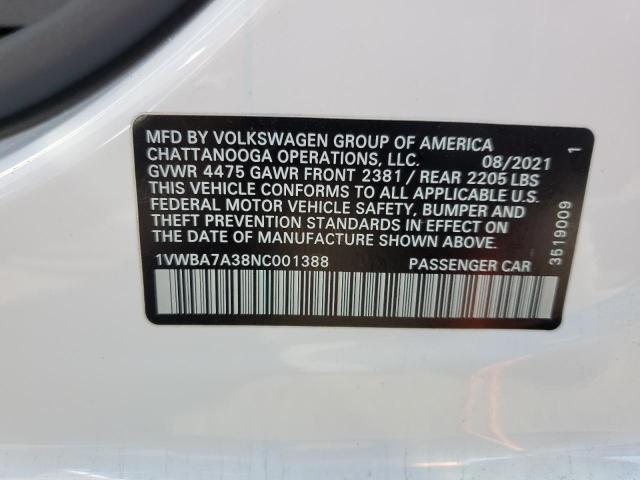 MFD BY VOLKSWAGEN GROUP OF AMERICA
CHATTANOOGA OPERATIONS, LLC. 08/2021
GVWR 4475 GAWR FRONT 2381 / REAR 2205 LBS
THIS VEHICLE CONFORMS TO ALL APPLICABLE U.S.
FEDERAL MOTOR VEHICLE SAFETY, BUMPER AND
THEFT PREVENTION STANDARDS IN EFFECT ON
THE DATE OF MANUFACTURE SHOWN ABOVE.
1VWBA7A38NC001388 PASSENGER CAR
3519009 1